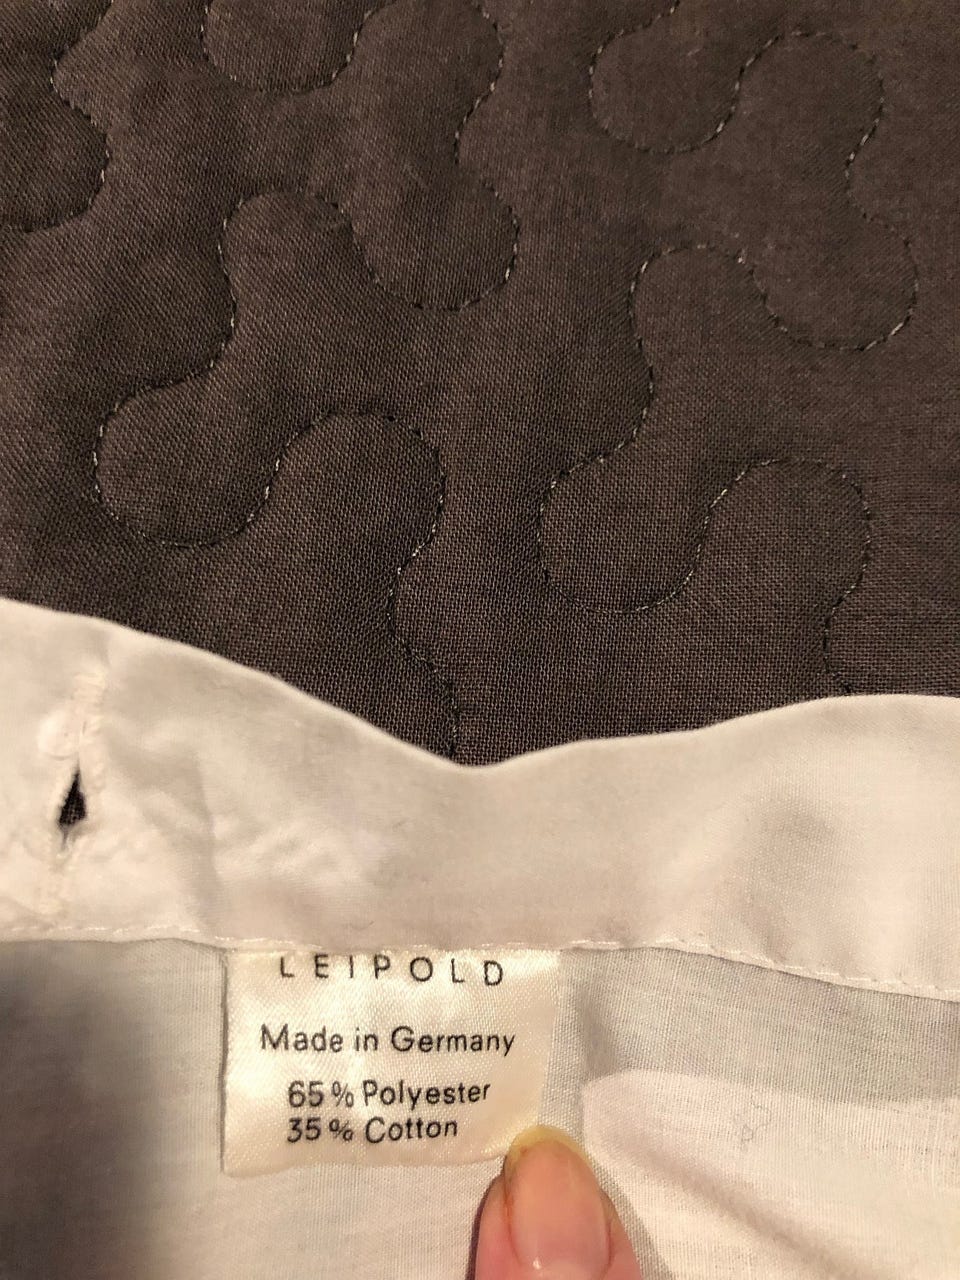 LEIPOLD
Made in Germany
65% Polyester
35% Cotton